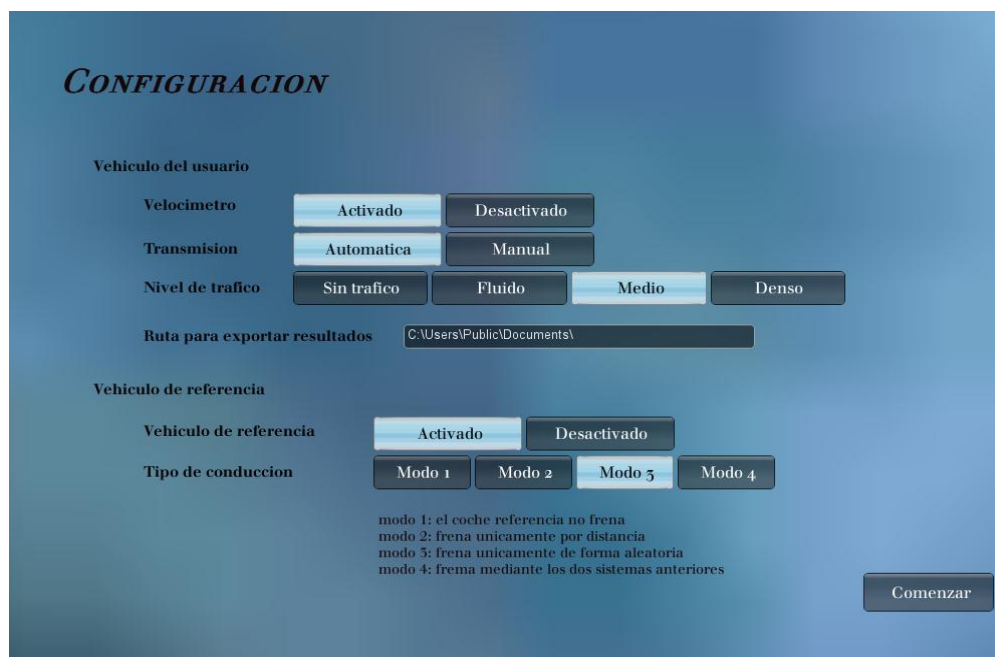 CONFIGURACION
Vehiculo del usuario
Velocimetro Activado Desactivado
Transmision Automatica Manual
Nivel de trafico Sin trafico Fluido Medio Denso
Ruta para exportar resultados C:\Users\Public\Documents\
Vehiculo de referencia
Vehiculo de referencia Activado Desactivado
Tipo de conduccion Modo 1 Modo 2 Modo 3 Modo 4
modo 1: el coche referencia no frena
modo 2: frena unicamente por distancia
modo 3: frena unicamente de forma aleatoria
modo 4: frema mediante los dos sistemas anteriores
Comenzar